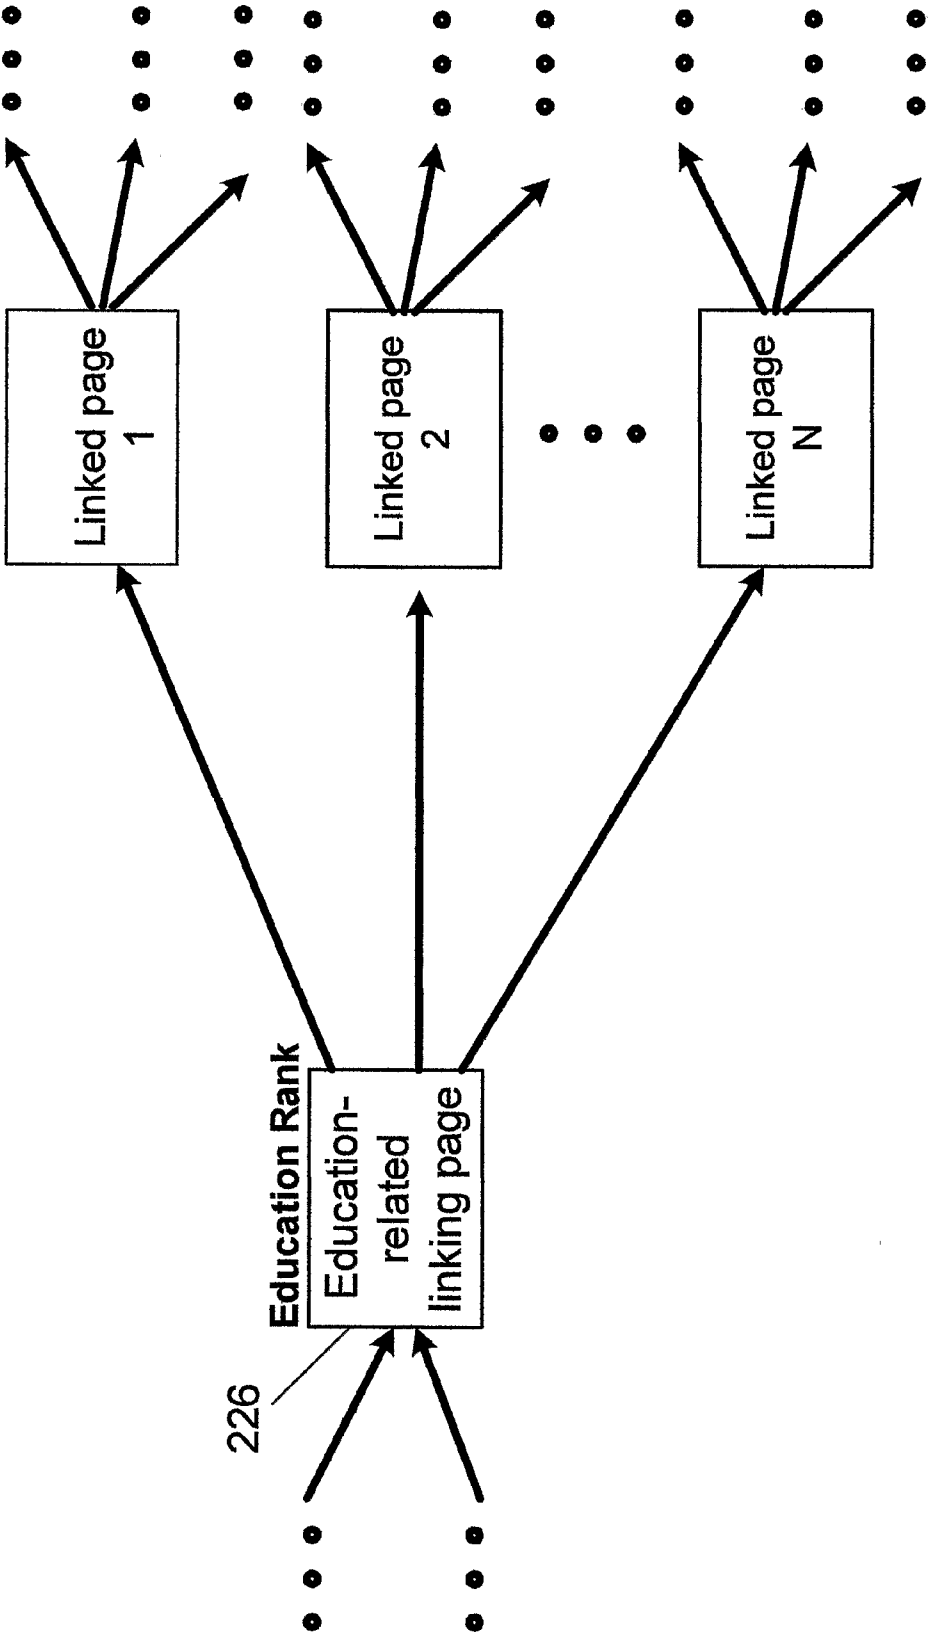 226
Education Rank
Education-
related
linking page
Linked page
1
Linked page
2
Linked page
N